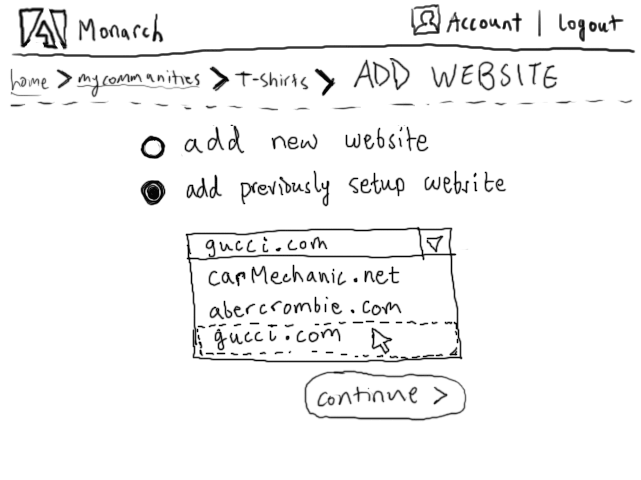 Monarch Account | Logout
home > mycommanities > T-shirts > ADD WEBSITE
add new website
add previously setup website
gucci.com
carMechanic.net
abercrombie.com
gucci.com
continue >